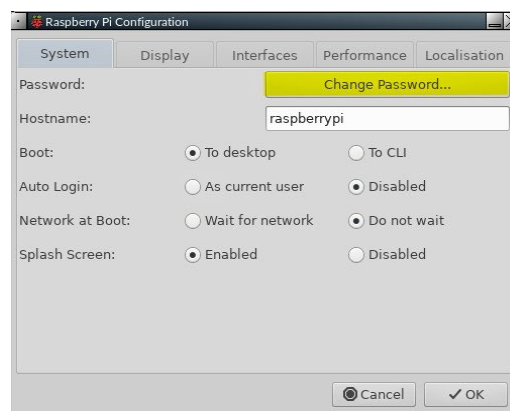 Raspberry Pi Configuration
System Display Interfaces Performance Localisation
Password: Change Password...
Hostname: raspberrypi
Boot: To desktop To CLI
Auto Login: As current user Disabled
Network at Boot: Wait for network Do not wait
Splash Screen: Enabled Disabled
Cancel OK